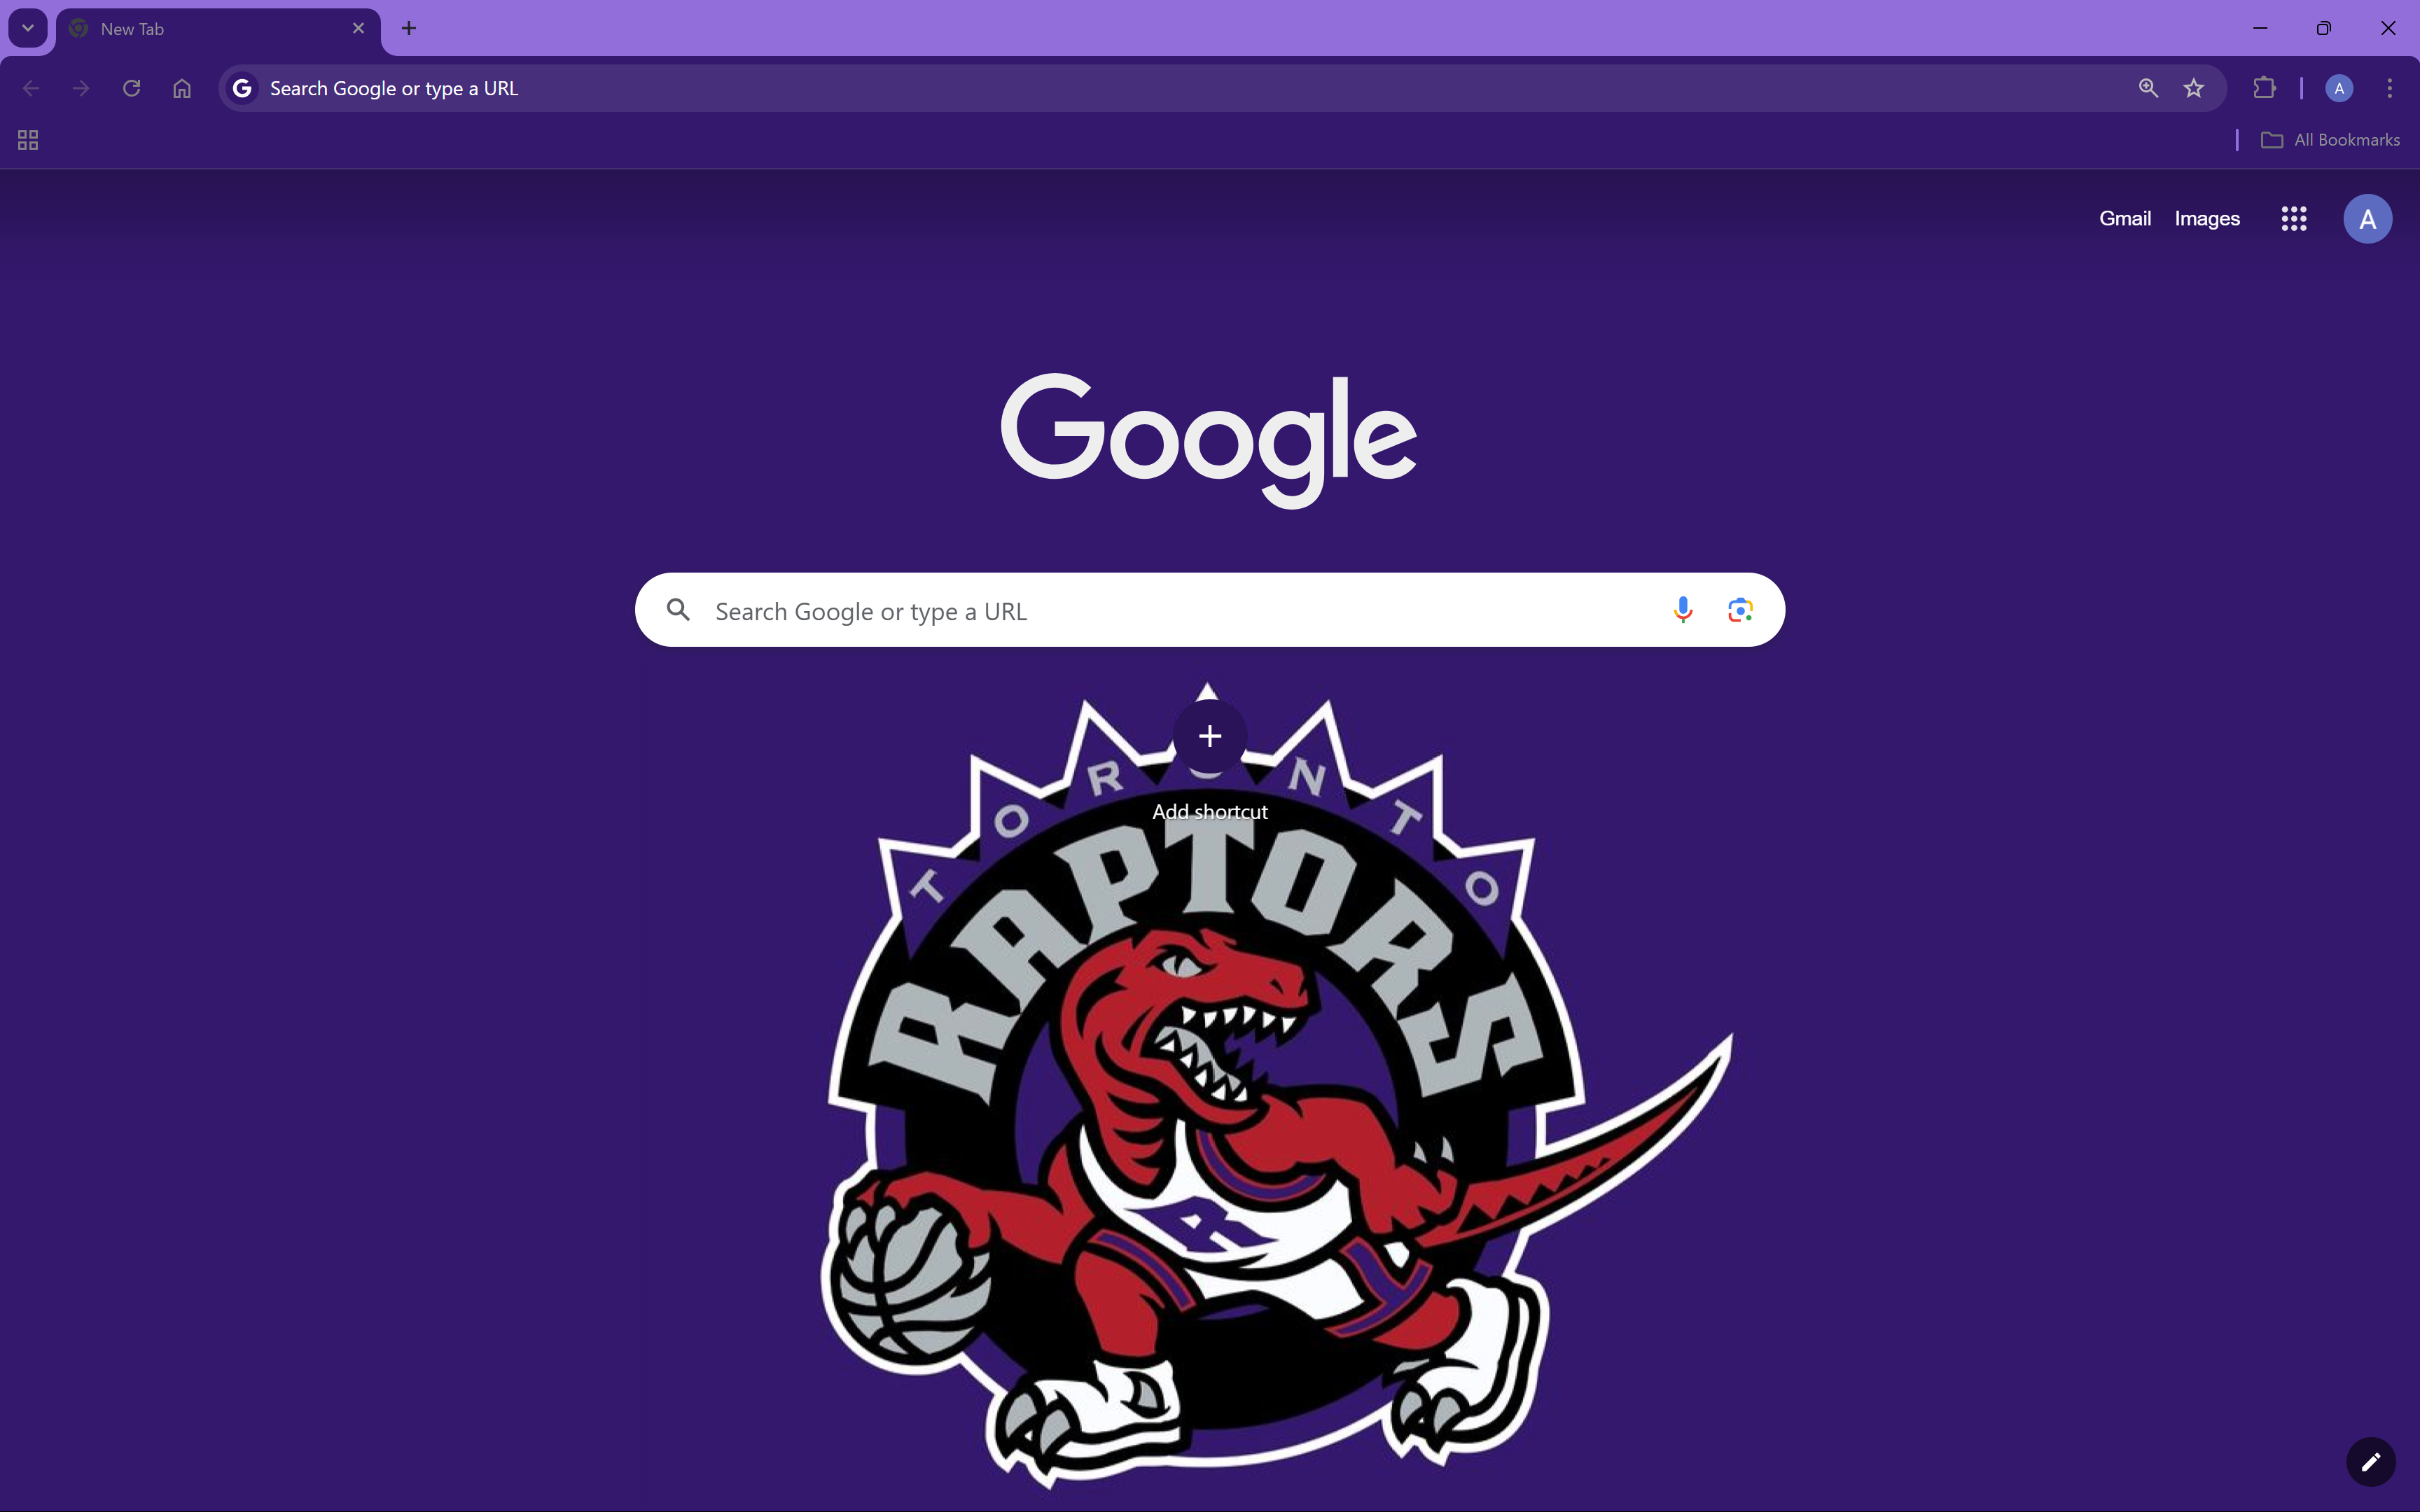 New Tab
Search Google or type a URL
A
All Bookmarks
Gmail Images
A
Google
Search Google or type a URL
Add shortcut
TORONTO
RAPTORS